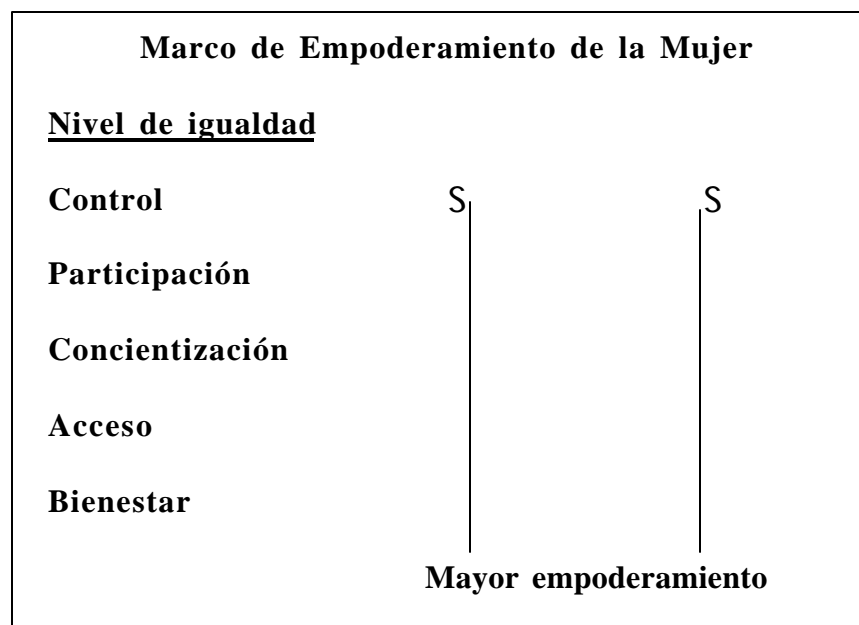 Marco de Empoderamiento de la Mujer
Nivel de igualdad
Control S S
Participación
Concientización
Acceso
Bienestar
Mayor empoderamiento